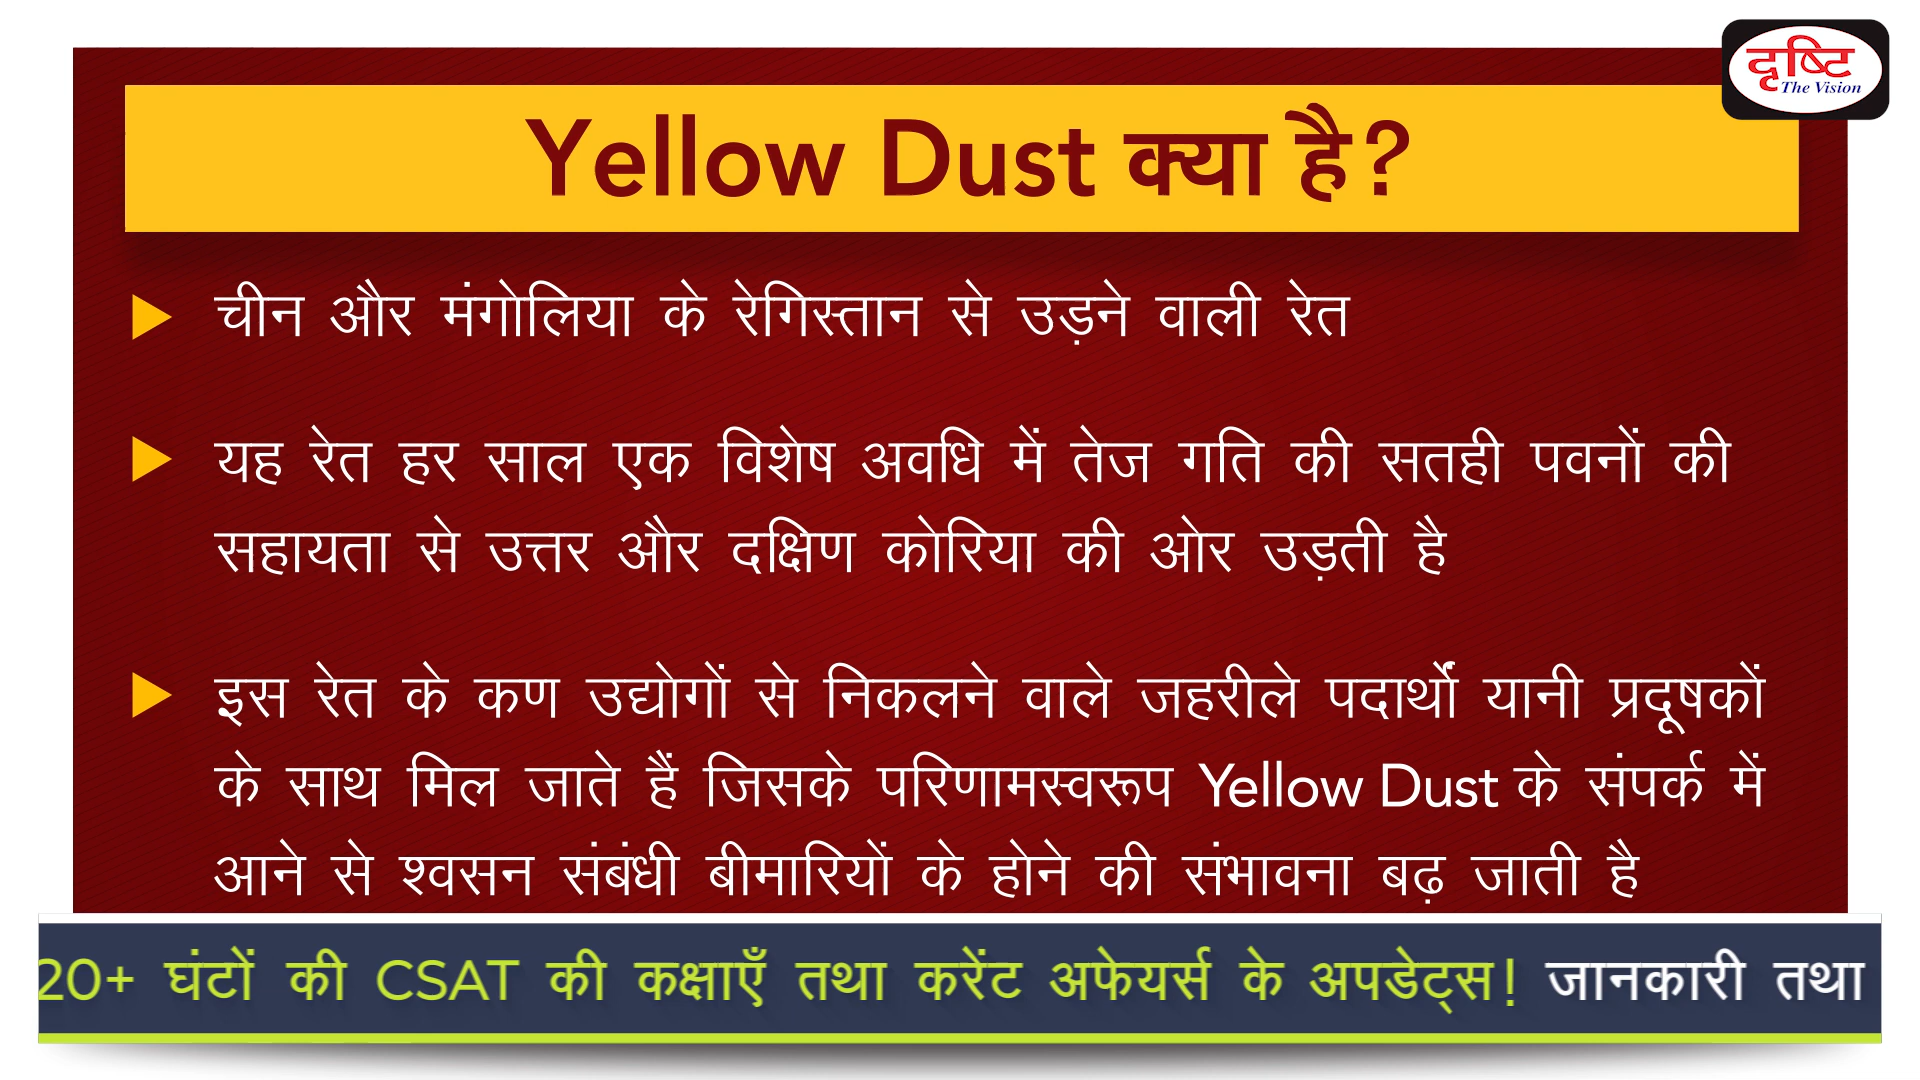 दृष्टि
The Vision
Yellow Dust क्या है?
चीन और मंगोलिया के रेगिस्तान से उड़ने वाली रेत
यह रेत हर साल एक विशेष अवधि में तेज गति की सतही पवनों की
सहायता से उत्तर और दक्षिण कोरिया की ओर उड़ती है
इस रेत के कण उद्योगों से निकलने वाले जहरीले पदार्थों यानी प्रदूषकों
के साथ मिल जाते हैं जिसके परिणामस्वरूप Yellow Dust के संपर्क में
आने से श्वसन संबंधी बीमारियों के होने की संभावना बढ़ जाती है
20+ घंटों की CSAT की कक्षाएँ तथा करेंट अफेयर्स के अपडेट्स! जानकारी तथा